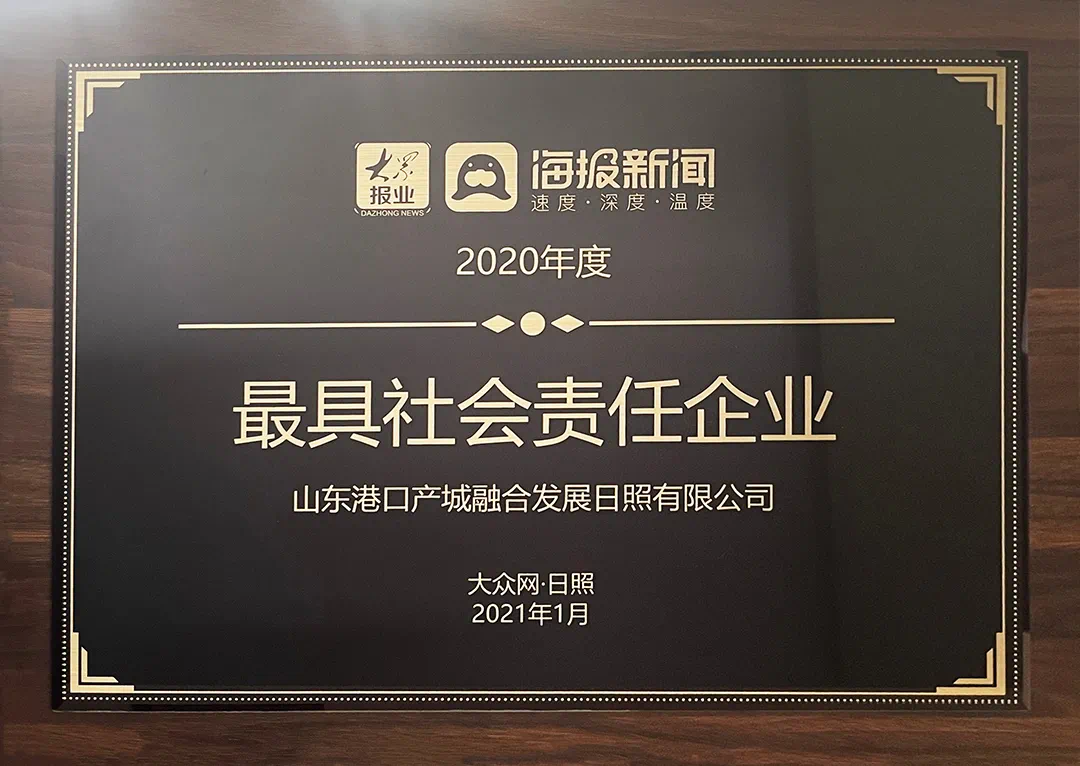 大众
报业
DAZHONG NEWS
海报新闻
速度·深度·温度
2020年度
最具社会责任企业
山东港口产城融合发展日照有限公司
大众网·日照
2021年1月